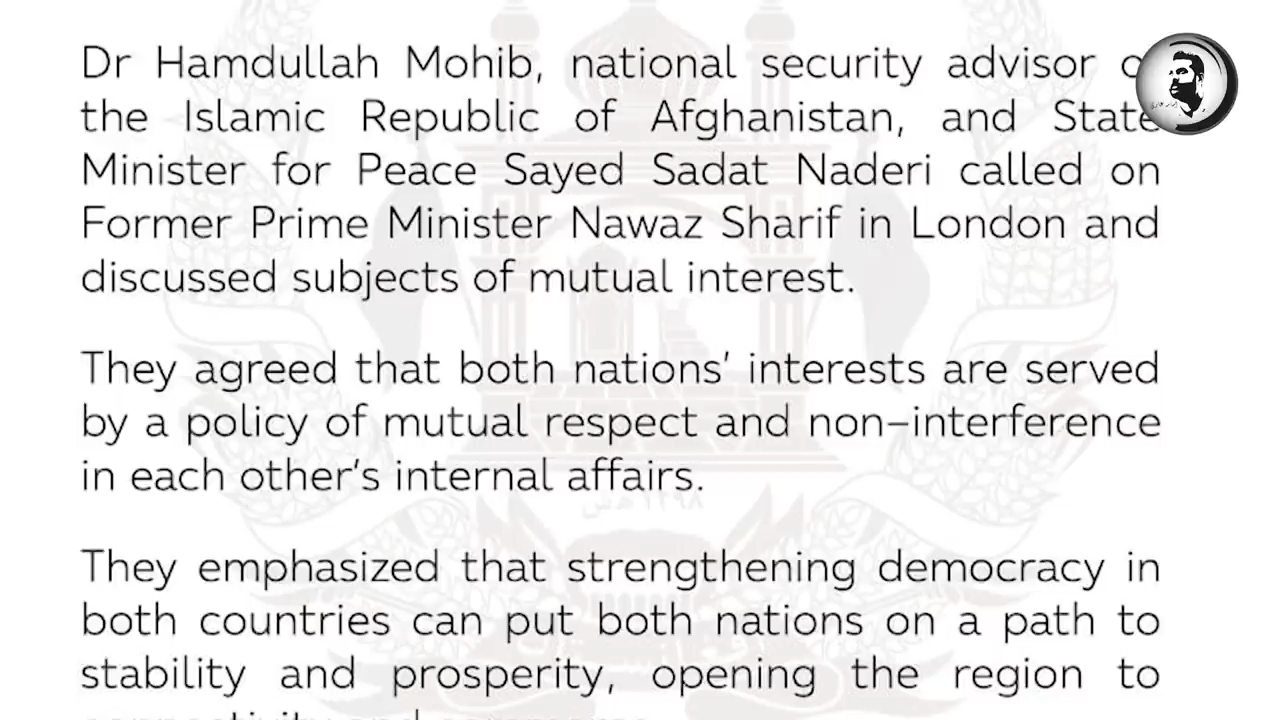 Dr Hamdullah Mohib, national security advisor
the Islamic Republic of Afghanistan, and State
Minister for Peace Sayed Sadat Naderi called on
Former Prime Minister Nawaz Sharif in London and
discussed subjects of mutual interest.
They agreed that both nations’ interests are served
by a policy of mutual respect and non–interference
in each other’s internal affairs.
They emphasized that strengthening democracy in
both countries can put both nations on a path to
stability and prosperity, opening the region to